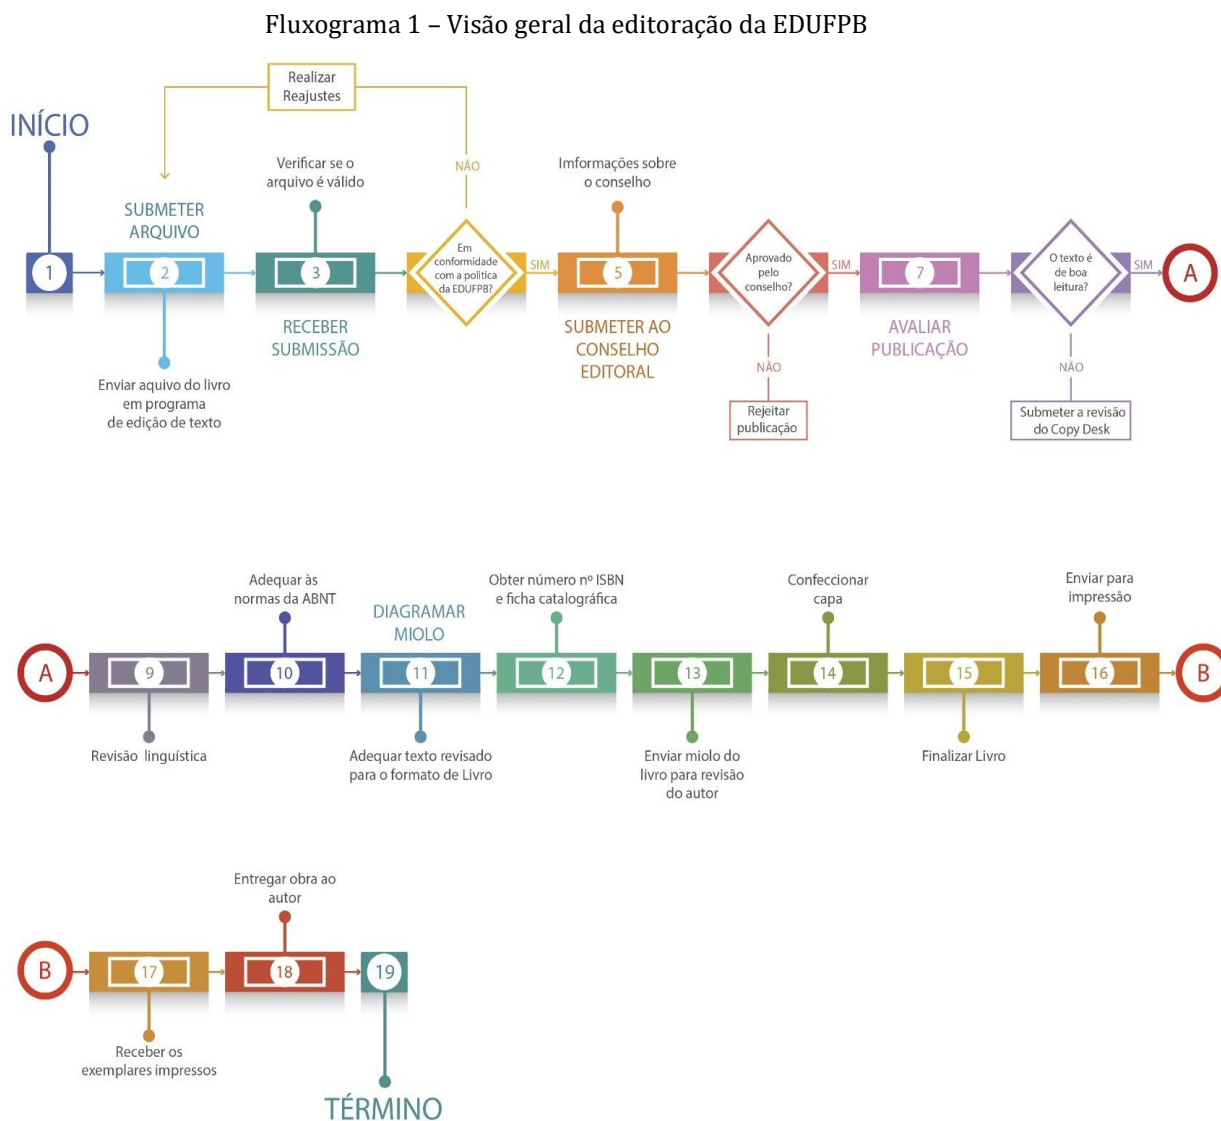 Fluxograma 1 – Visão geral da editoração da EDUFPB
Realizar
Reajustes
INÍCIO
NÃO
Verificar se o
arquivo é válido
Imformações sobre
o conselho
SUBMETER
ARQUIVO
1
2
3
Em
conformidade
com a politica
da EDUFPB?
SIM
5
Aprovado
pelo
conselho?
SIM
7
O texto é
de boa
leitura?
SIM
A
RECEBER
SUBMISSÃO
SUBMETER AO
CONSELHO
EDITORAL
AVALIAR
PUBLICAÇÃO
Enviar aquivo do livro
em programa
de edição de texto
NÃO
Rejeitar
publicação
NÃO
Submeter a revisão
do Copy Desk
Adequar às
normas da ABNT
DIAGRAMAR
MIOLO
Obter número nº ISBN
e ficha catalográfica
Confeccionar
capa
Enviar para
impressão
A
9
10
11
12
13
14
15
16
B
Revisão linguística
Adequar texto revisado
para o formato de Livro
Enviar miolo do
livro para revisão
do autor
Finalizar Livro
Entregar obra ao
autor
B
17
18
19
Receber os
exemplares impressos
TÉRMINO